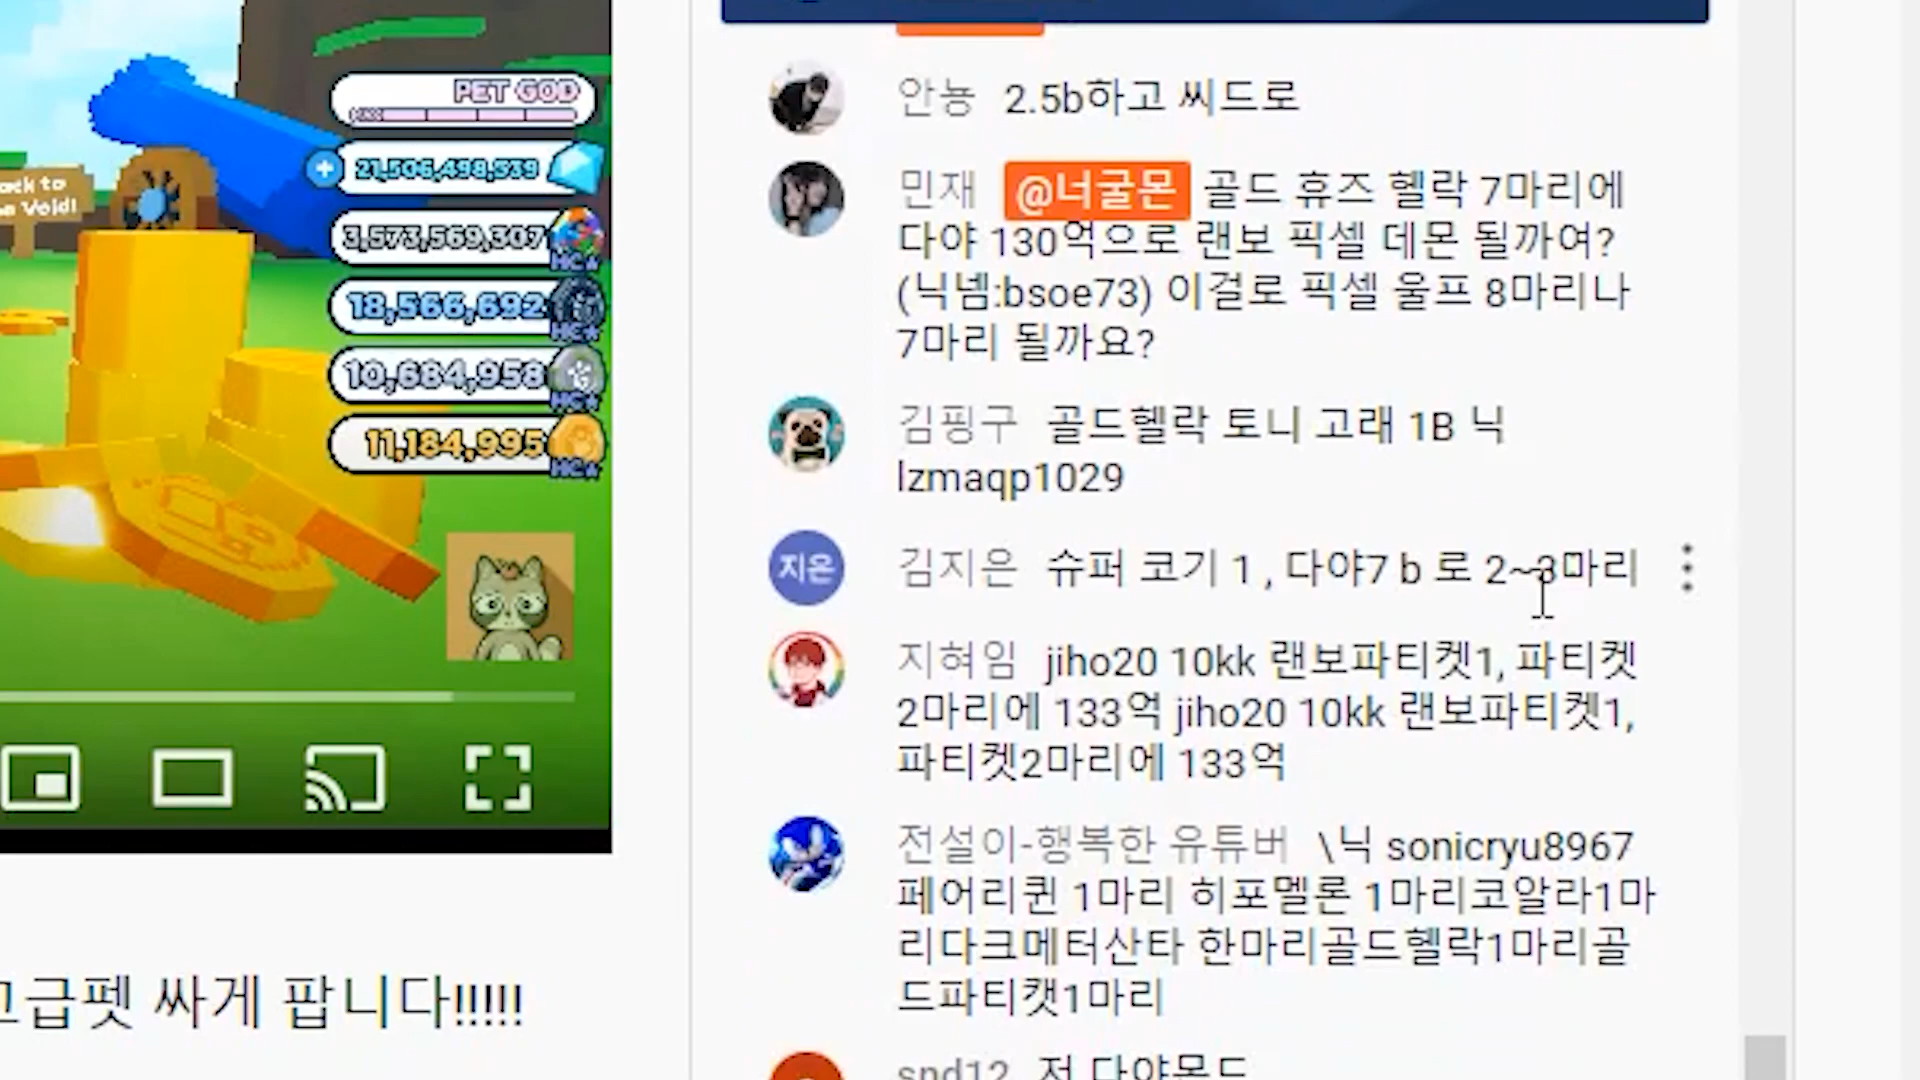 PET GOD
21,506,498,539
ack to
Void!
3,573,569,307
18,566,692
10,684,958
11,184,995
급펫 싸게 팝니다!!!!!
안뇽 2.5b하고 씨드로
민재 @너굴몬 골드 휴즈 헬락 7마리에
다야 130억으로 랜보 픽셀 데몬 될까여?
(닉넴:bsoe73) 이걸로 픽셀 울프 8마리나
7마리 될까요?
김핑구 골드헬락 토니 고래 1B 닉
lzmaqp1029
지은
김지은 슈퍼 코기 1 , 다야7 b 로 2~3마리
지혀임 jiho20 10kk 랜보파티켓1, 파티켓
2마리에 133억 jiho20 10kk 랜보파티켓1,
파티켓2마리에 133억
전설이-행복한 유튜버 \닉 sonicryu8967
페어리퀸 1마리 히포멜론 1마리코알라1마
리다크메터산타 한마리골드헬락1마리골
드파티캣1마리
snd12 저 다야몬드